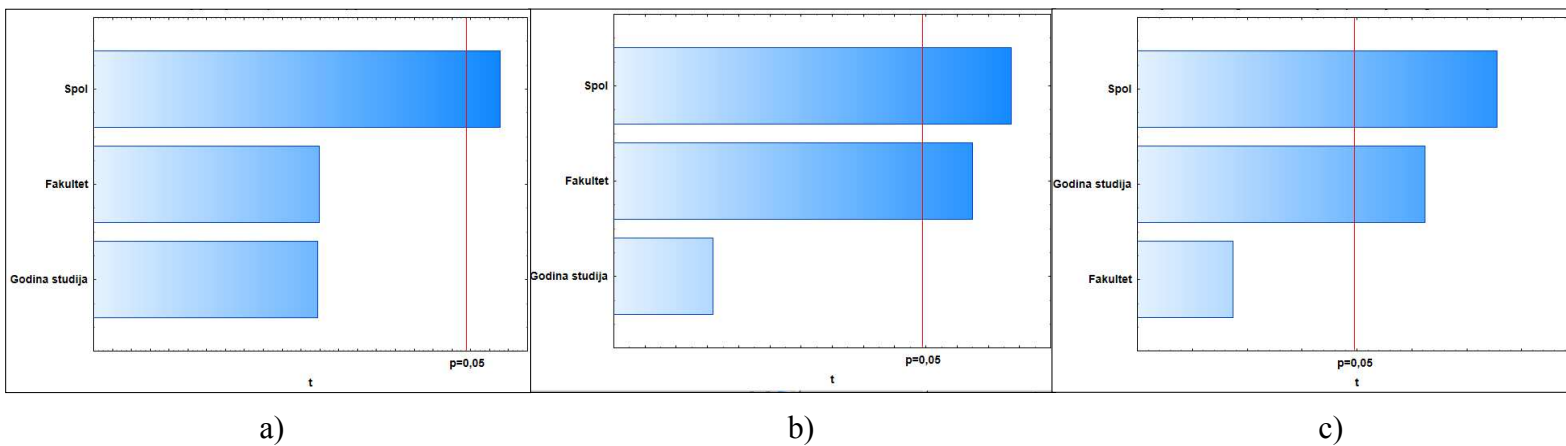 Spol
Fakultet
Godina studija
p=0,05
t
a)
Spol
Fakultet
Godina studija
p=0,05
t
b)
Spol
Godina studija
Fakultet
p=0,05
t
c)